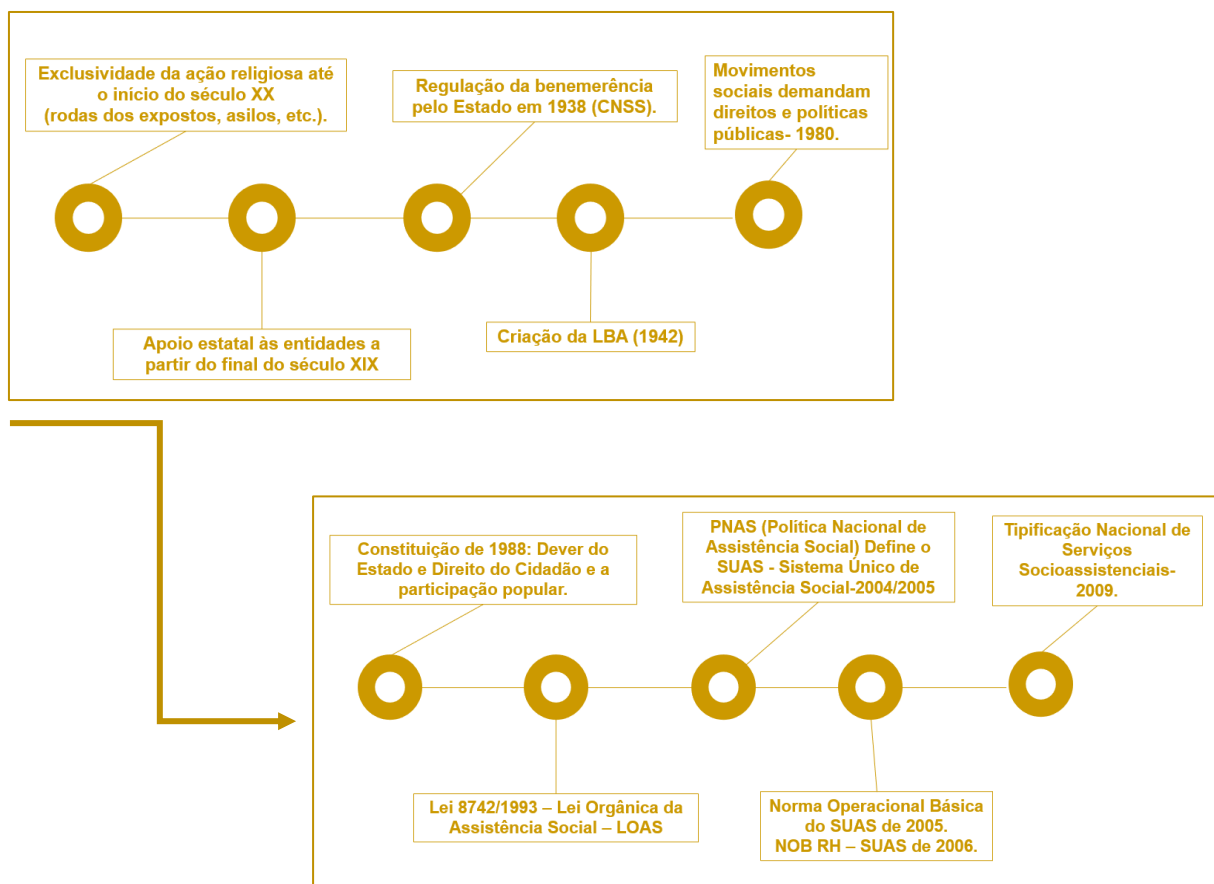 Exclusividade da ação religiosa até
o início do século XX
(rodas dos expostos, asilos, etc.).
Apoio estatal às entidades a
partir do final do século XIX
Regulação da benemerência
pelo Estado em 1938 (CNSS).
Criação da LBA (1942)
Movimentos
sociais demandam
direitos e políticas
públicas- 1980.
Constituição de 1988: Dever do
Estado e Direito do Cidadão e a
participação popular.
Lei 8742/1993 – Lei Orgânica da
Assistência Social – LOAS
PNAS (Política Nacional de
Assistência Social) Define o
SUAS - Sistema Único de
Assistência Social-2004/2005
Norma Operacional Básica
do SUAS de 2005.
NOB RH – SUAS de 2006.
Tipificação Nacional de
Serviços
Socioassistenciais-
2009.